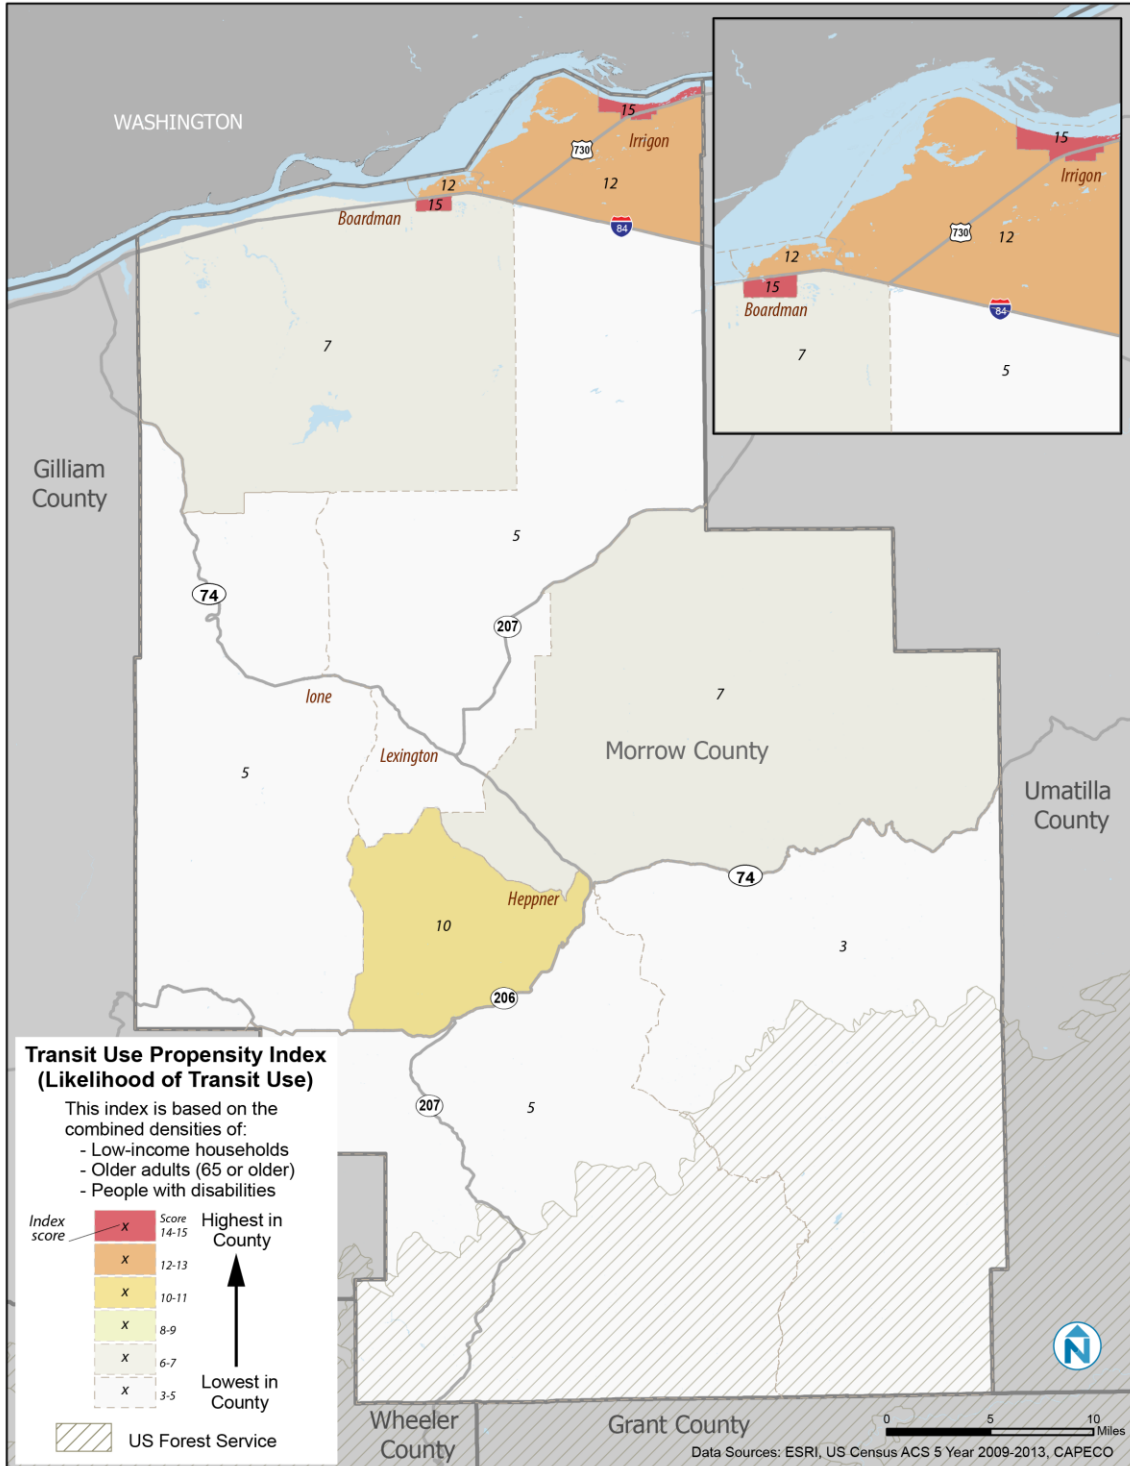 WASHINGTON
15
Irrigon
730
12
12
15
Boardman
84
7
Gilliam
County
5
74
207
Ione
7
Morrow County
Lexington
5
Umatilla
County
74
Heppner
10
3
206
207
5
15
Irrigon
730
12
12
15
Boardman
84
7
5
Transit Use Propensity Index
(Likelihood of Transit Use)
This index is based on the
combined densities of:
- Low-income households
- Older adults (65 or older)
- People with disabilities
Index
score
x
Score
14-15
Highest in
County
x
12-13
x
10-11
x
8-9
x
6-7
x
3-5
Lowest in
County
US Forest Service
Wheeler
County
Grant County
N
0 5 10
Miles
Data Sources: ESRI, US Census ACS 5 Year 2009-2013, CAPECO